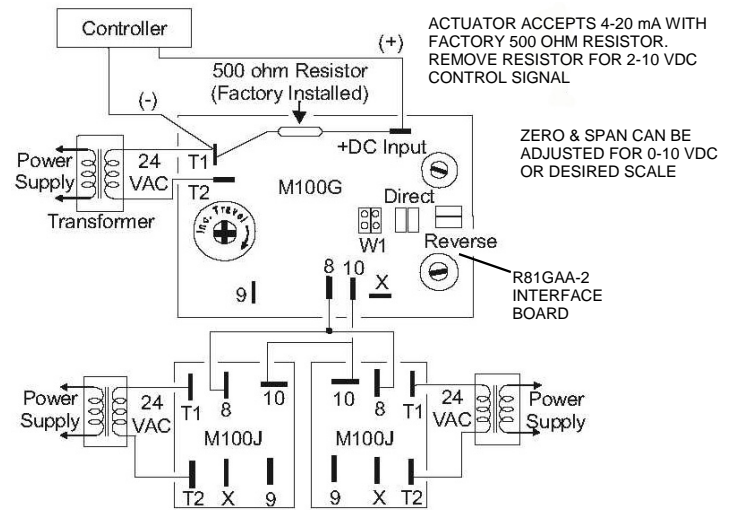 Controller
ACTUATOR ACCEPTS 4-20 mA WITH
FACTORY 500 OHM RESISTOR.
REMOVE RESISTOR FOR 2-10 VDC
CONTROL SIGNAL
(+)
500 ohm Resistor
(Factory Installed)
(-)
ZERO & SPAN CAN BE
ADJUSTED FOR 0-10 VDC
OR DESIRED SCALE
+DC Input
Power
Supply
24
VAC
T1
T2
Transformer
M100G
Direct
Inc. Travel
W1
Reverse
8 10
X
9
R81GAA-2
INTERFACE
BOARD
Power
Supply
24
VAC
T1
8
10
M100J
T2 X 9
10
8
T1
24
VAC
Power
Supply
M100J
9 X T2